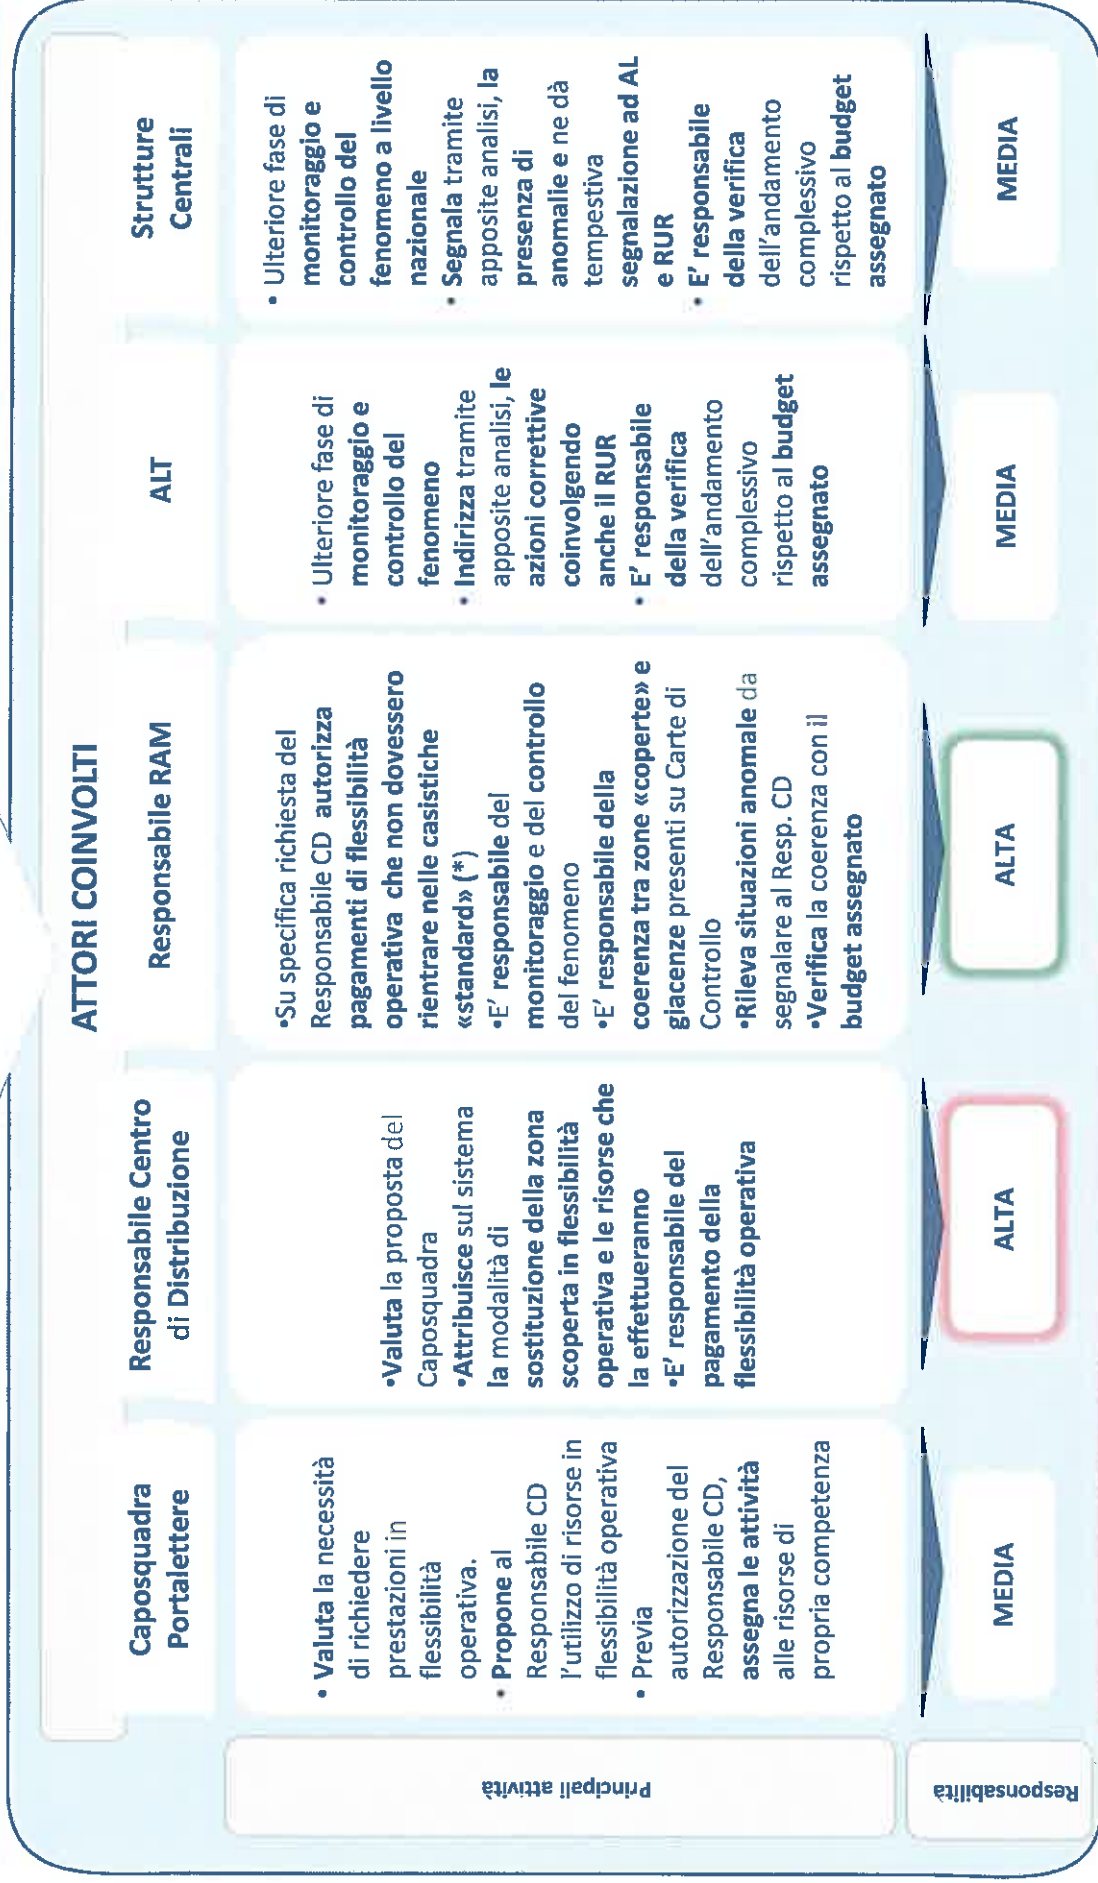 ATTORI COINVOLTI
Caposquadra
Portalettere
Responsabile Centro
di Distribuzione
Responsabile RAM
ALT
Strutture
Centrali
Principali attività
• Valuta la necessità
di richiedere
prestazioni in
flessibilità
operativa.
• Propone al
Responsabile CD
l'utilizzo di risorse in
flessibilità operativa
• Previa
autorizzazione del
Responsabile CD,
assegna le attività
alle risorse di
propria competenza
•Valuta la proposta del
Caposquadra
•Attribuisce sul sistema
la modalità di
sostituzione della zona
scoperta in flessibilità
operativa e le risorse che
la effettueranno
•E' responsabile del
pagamento della
flessibilità operativa
•Su specifica richiesta del
Responsabile CD autorizza
pagamenti di flessibilità
operativa che non dovessero
rientrare nelle casistiche
«standard» (*)
•E' responsabile del
monitoraggio e del controllo
del fenomeno
•E' responsabile della
coerenza tra zone «coperte» e
giacenze presenti su Carte di
Controllo
•Rileva situazioni anomale da
segnalare al Resp. CD
•Verifica la coerenza con il
budget assegnato
• Ulteriore fase di
monitoraggio e
controllo del
fenomeno
• Indirizza tramite
apposite analisi, le
azioni correttive
coinvolgendo
anche il RUR
• E' responsabile
della verifica
dell'andamento
complessivo
rispetto al budget
assegnato
• Ulteriore fase di
monitoraggio e
controllo del
fenomeno a livello
nazionale
• Segnala tramite
apposite analisi, la
presenza di
anomalie e ne dà
tempestiva
segnalazione ad AL
e RUR
• E' responsabile
della verifica
dell'andamento
complessivo
rispetto al budget
assegnato
Responsabilità
MEDIA
ALTA
ALTA
MEDIA
MEDIA